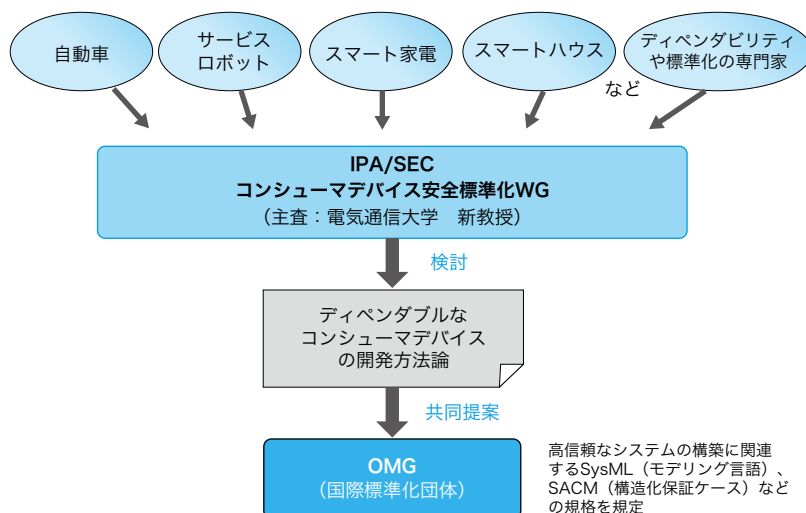 自動車
サービス
ロボット
スマート家電
スマートハウス
ディペンダビリティ
や標準化の専門家
など
IPA/SEC
コンシューマデバイス安全標準化WG
（主査：電気通信大学　新教授）
検討
ディペンダブルな
コンシューマデバイス
の開発方法論
共同提案
OMG
（国際標準化団体）
高信頼なシステムの構築に関連
するSysML（モデリング言語）、
SACM（構造化保証ケース）など
の規格を規定